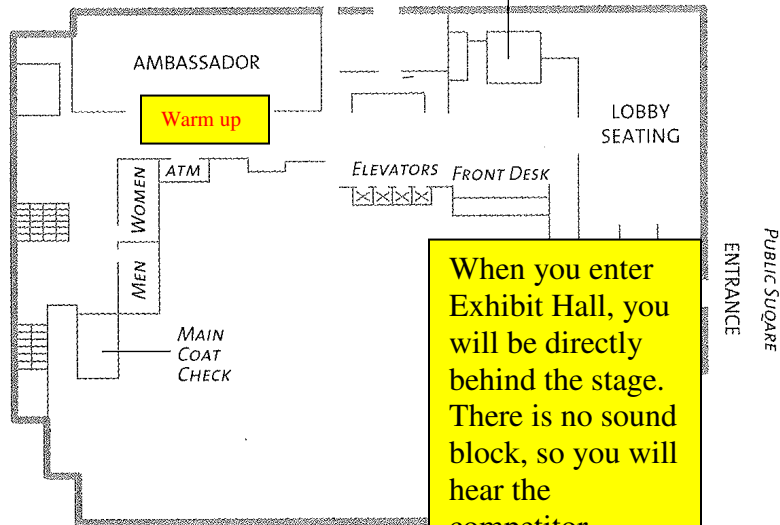 AMBASSADOR
Warm up
LOBBY
SEATING
ATM
ELEVATORS
FRONT DESK
WOMEN
MEN
MAIN
COAT
CHECK
When you enter
Exhibit Hall, you
will be directly
behind the stage.
There is no sound
block, so you will
hear the
competitor
ENTRANCE
PUBLIC SUQARE